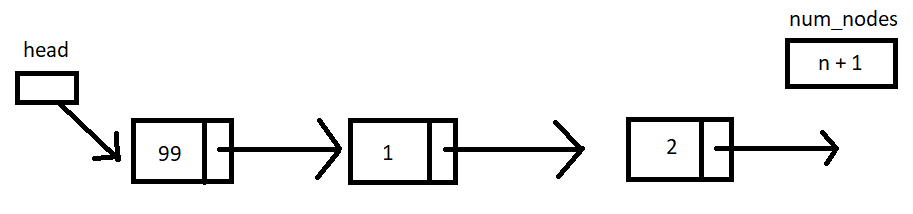 head
num_nodes
n + 1
99
1
2